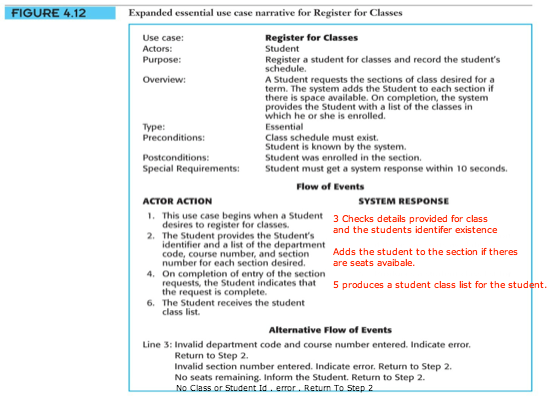 FIGURE 4.12 Expanded essential use case narrative for Register for Classes
Use case: Register for Classes
Actors: Student
Purpose: Register a student for classes and record the student's
schedule.
Overview: A Student requests the sections of class desired for a
term. The system adds the Student to each section if
there is space available. On completion, the system
provides the Student with a list of the classes in
which he or she is enrolled.
Type: Essential
Preconditions: Class schedule must exist.
Student is known by the system.
Postconditions: Student was enrolled in the section.
Special Requirements: Student must get a system response within 10 seconds.
Flow of Events
ACTOR ACTION SYSTEM RESPONSE
1. This use case begins when a Student
desires to register for classes.
2. The Student provides the Student's
identifier and a list of the department
code, course number, and section
number for each section desired.
4. On completion of entry of the section
requests, the Student indicates that
the request is complete.
6. The Student receives the student
class list.
3 Checks details provided for class
and the students identifer existence
Adds the student to the section if theres
are seats avaibale.
5 produces a student class list for the student.
Alternative Flow of Events
Line 3: Invalid department code and course number entered. Indicate error.
Return to Step 2.
Invalid section number entered. Indicate error. Return to Step 2.
No seats remaining. Inform the Student. Return to Step 2.
No Class or Student Id . error . Return To Step 2